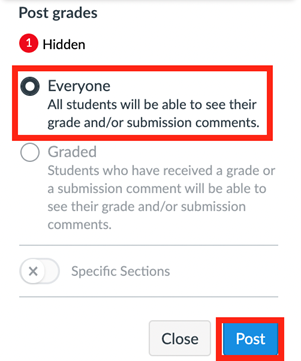 Post grades
1 Hidden
Everyone
All students will be able to see their
grade and/or submission comments.
Graded
Students who have received a grade or
a submission comment will be able to
see their grade and/or submission
comments.
Specific Sections
Close Post